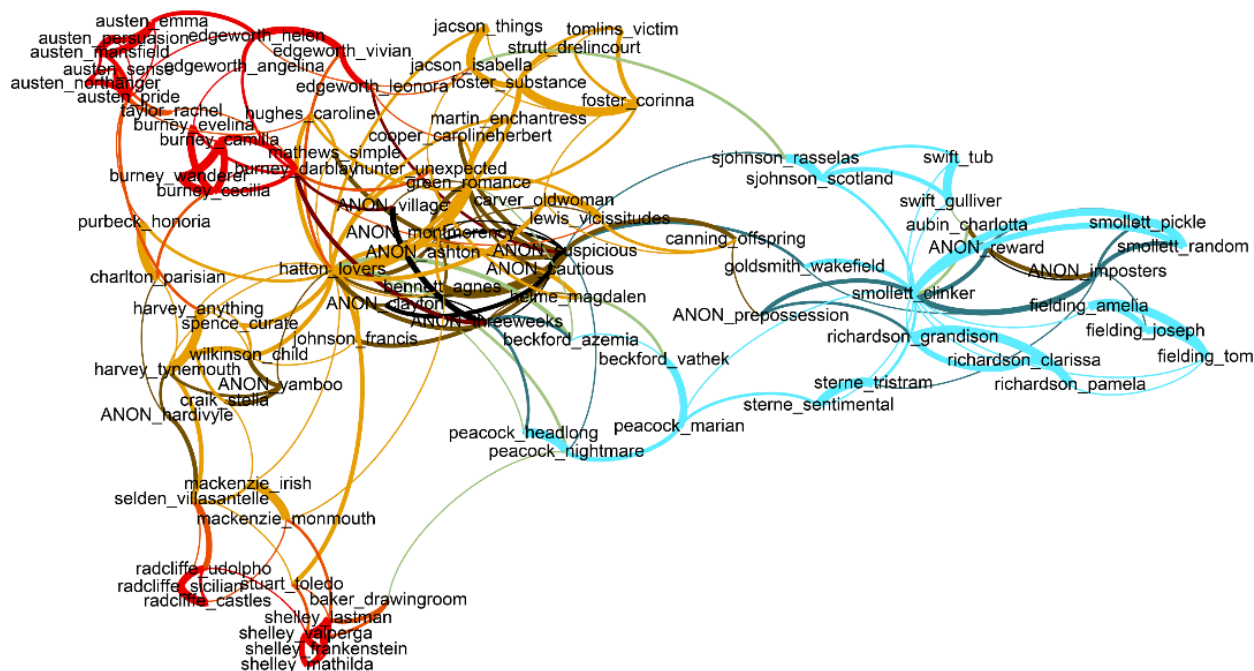 austen_emma
austen_persuasion
edgeworth_helen
austen_mansfield
edgeworth_vivian
austen_sense
edgeworth_angelina
austen_northanger
edgeworth_leonora
austen_pride
taylor_rachel
hughes_caroline
burney_evelina
burney_camilla
mathews_simple
burney_darblay
hunter_unexpected
burney_wanderer
burney_cecilia
jacson_things
tomlins_victim
strutt_drelincourt
jacson_isabella
foster_substance
foster_corinna
martin_enchantress
cooper_carolineherbert
green_romance
carver_oldwoman
ANON_village
lewis_vicissitudes
ANON_montmorency
ANON_ashton
ANON_suspicious
hatton_lovers
ANON_cautious
bennett_agnes
helme_magdalen
ANON_clayton
ANON_threeweeks
purbeck_honoria
charlton_parisian
harvey_anything
spence_curate
johnson_francis
wilkinson_child
harvey_tynemouth
ANON_yamboo
craik_stella
ANON_hardivyle
beckford_azemia
beckford_vathek
canning_offspring
goldsmith_wakefield
ANON_prepossession
sjohnson_rasselas
swift_tub
sjohnson_scotland
swift_gulliver
aubin_charlotta
smollett_pickle
ANON_reward
smollett_random
ANON_imposters
smollett_clinker
fielding_amelia
fielding_joseph
richardson_grandison
fielding_tom
richardson_clarissa
richardson_pamela
sterne_tristram
sterne_sentimental
peacock_headlong
peacock_marian
peacock_nightmare
mackenzie_irish
selden_villasantelle
mackenzie_monmouth
radcliffe_udolpho
radcliffe_sicilian
stuart_toledo
radcliffe_castles
baker_drawingroom
shelley_lastman
shelley_valperga
shelley_frankenstein
shelley_mathilda